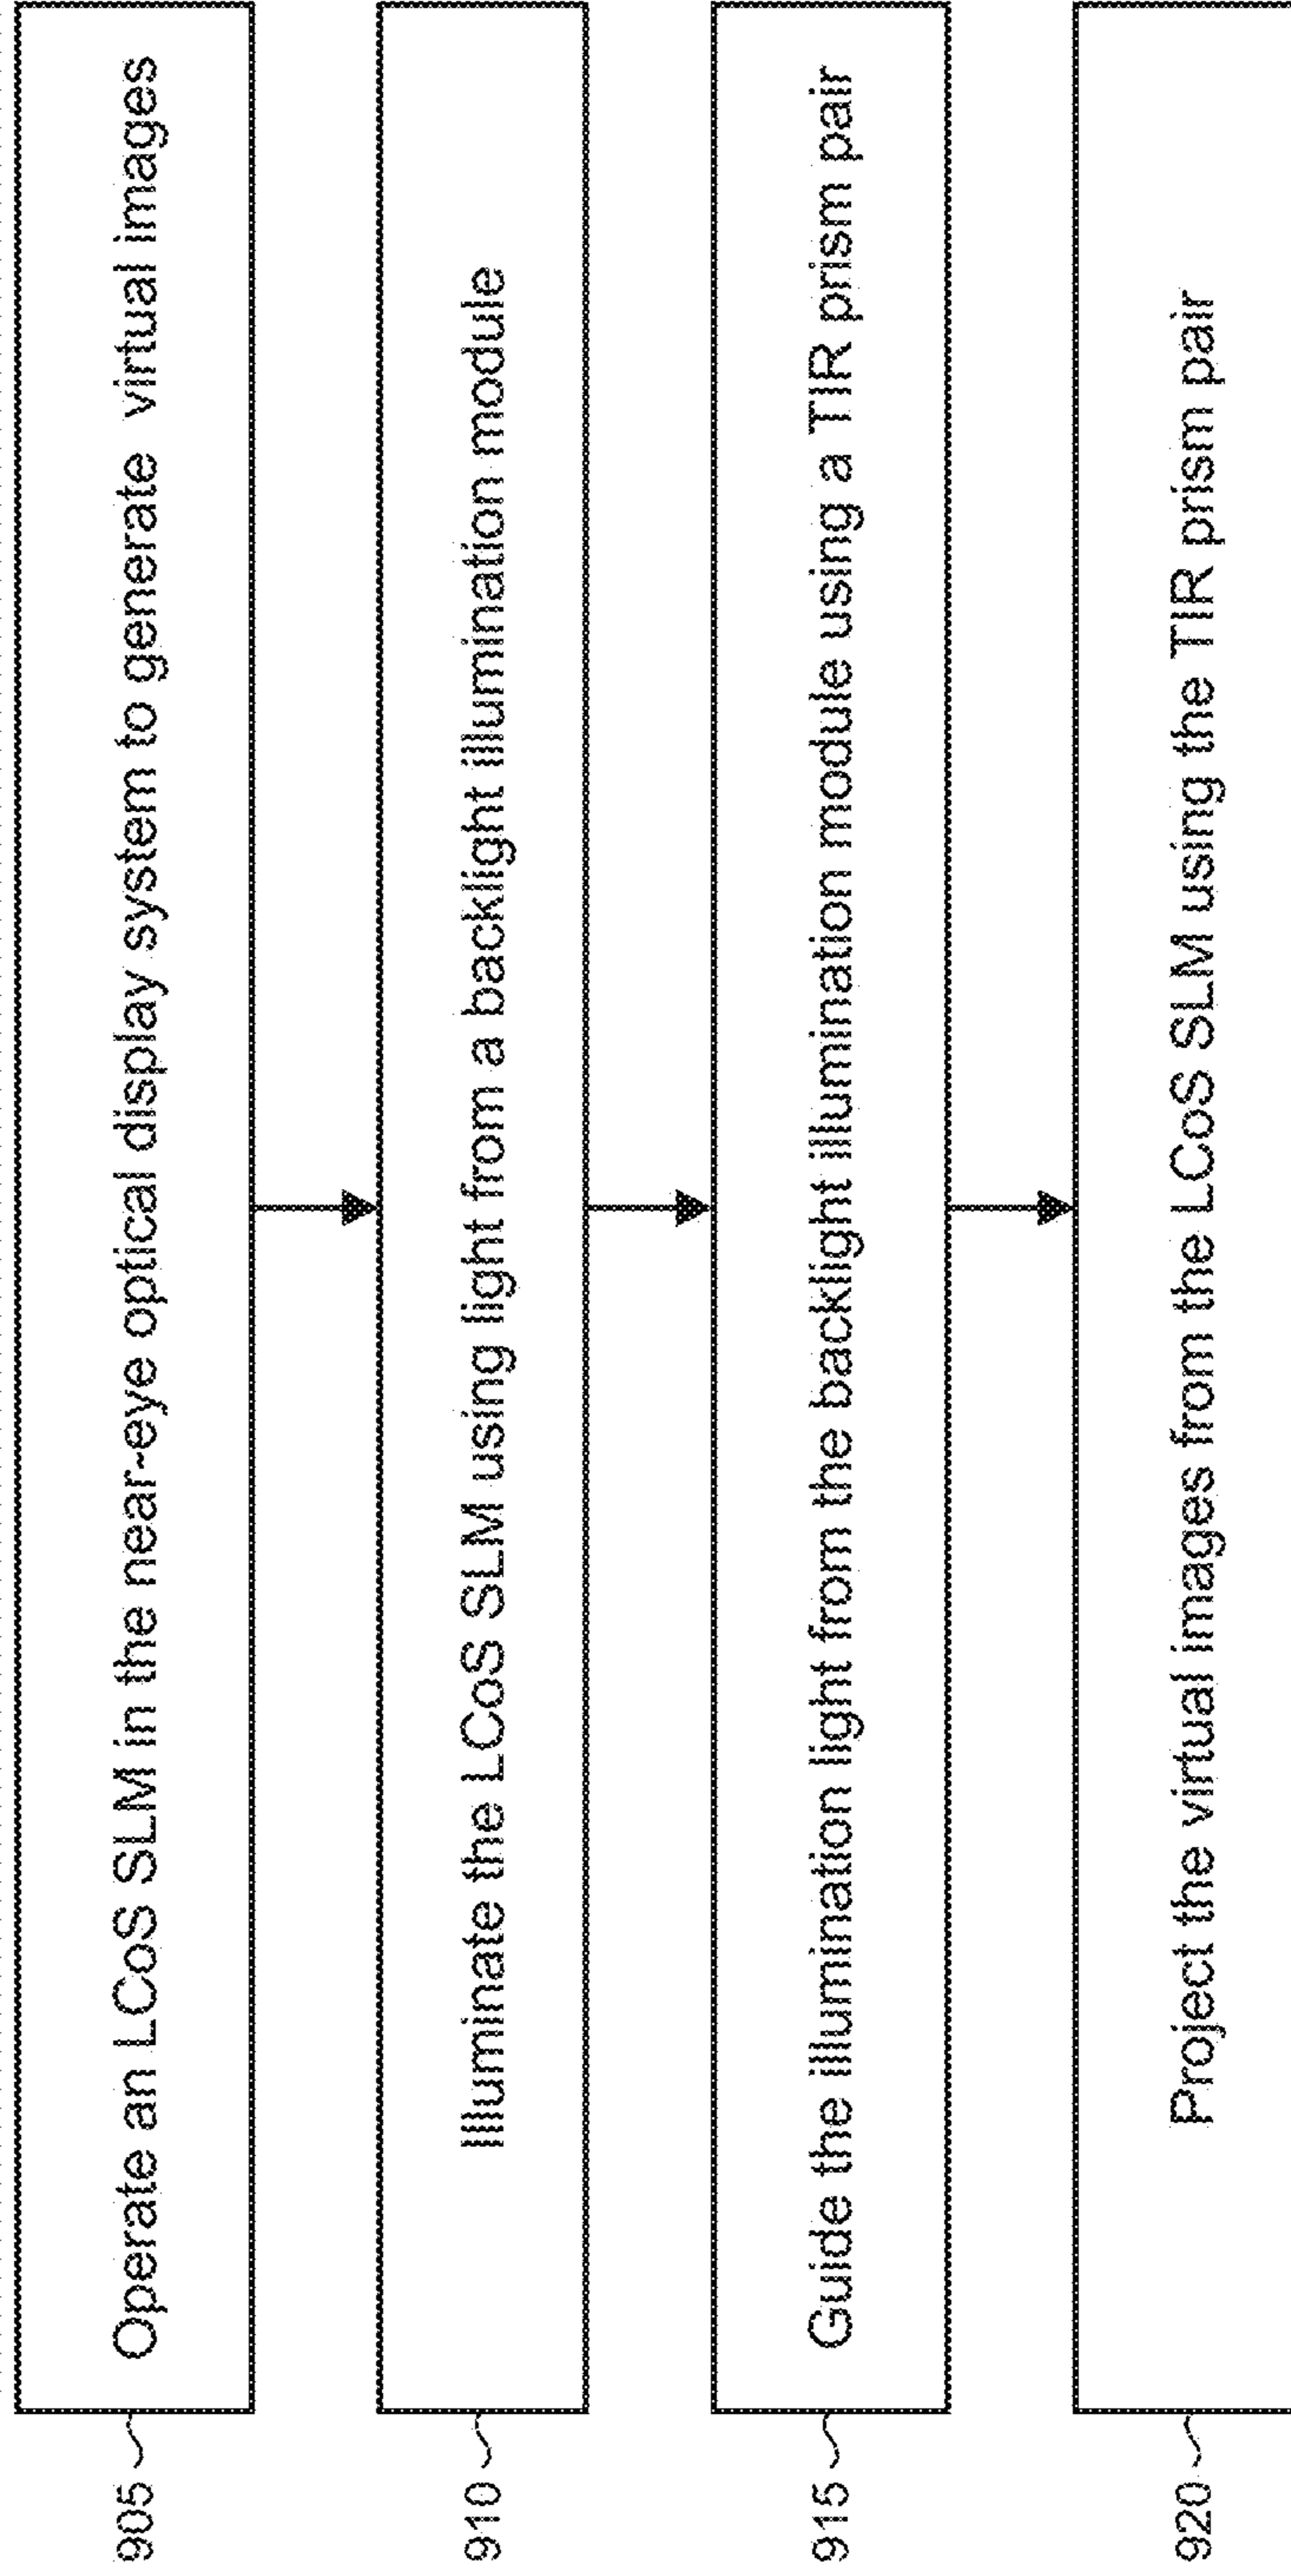 905 Operate an LCoS SLM in the near-eye optical display system to generate virtual images
910 Illuminate the LCoS SLM using light from a backlight illumination module
915 Guide the illumination light from the backlight illumination module using a TIR prism pair
920 Project the virtual images from the LCoS SLM using the TIR prism pair